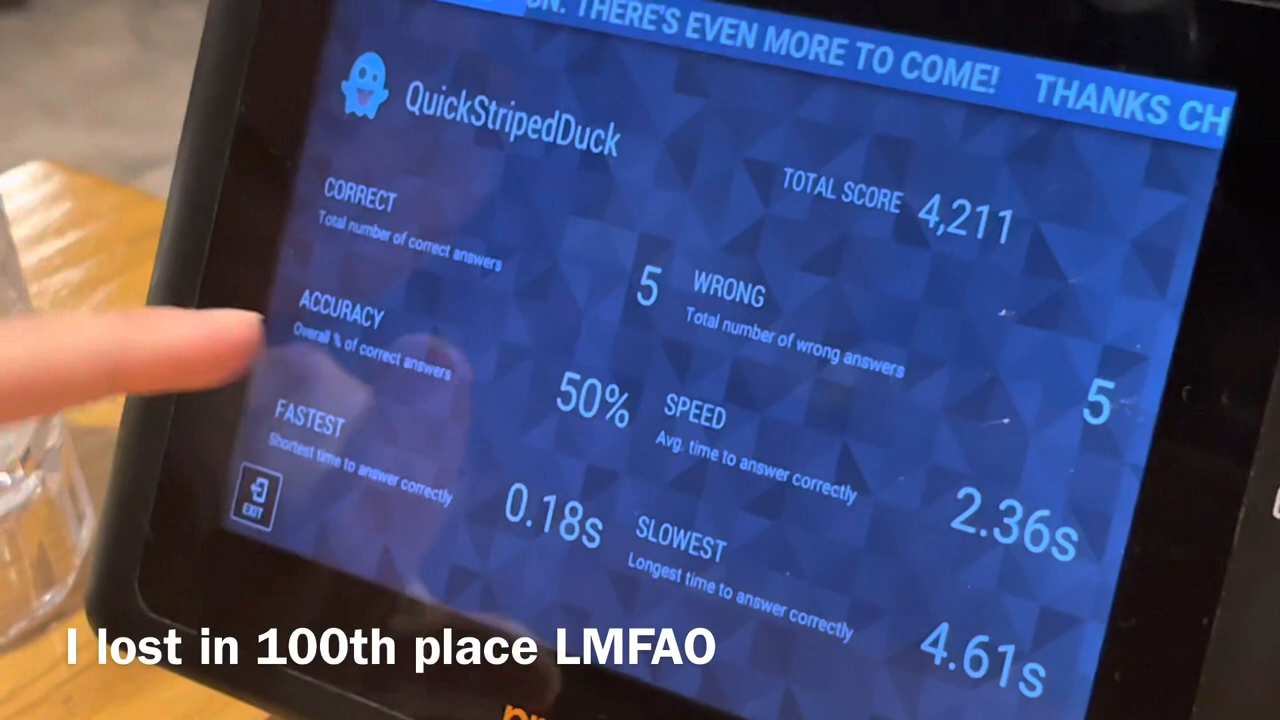 THERE'S EVEN MORE TO COME! THANKS
QuickStripedDuck
TOTAL SCORE 4,211
CORRECT
Total number of correct answers
5
WRONG
Total number of wrong answers
5
ACCURACY
Overall % of correct answers
50%
SPEED
Avg. time to answer correctly
2.36s
FASTEST
Shortest time to answer correctly
0.18s
SLOWEST
Longest time to answer correctly
4.61s
EXIT
I lost in 100th place LMFAO